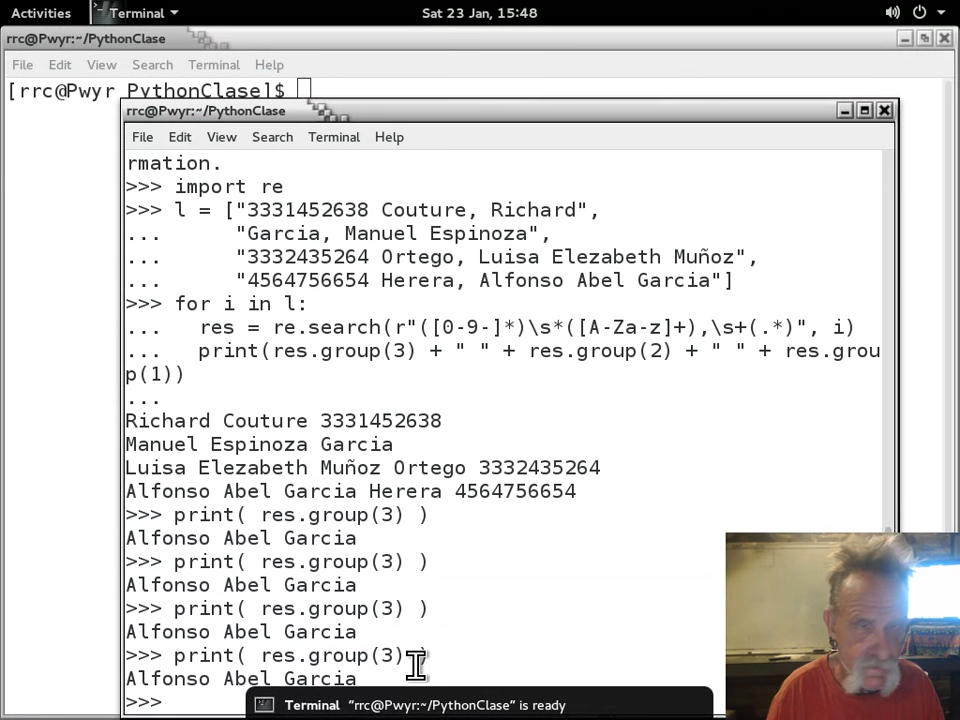 Activities Terminal Sat 23 Jan, 15:48
rrc@Pwyr:~/PythonClase
File Edit View Search Terminal Help
[rrc@Pwyr PythonClase]$
rrc@Pwyr:~/PythonClase
File Edit View Search Terminal Help
rmation.
>>> import re
>>> l = ["3331452638 Couture, Richard",
...      "Garcia, Manuel Espinoza",
...      "3332435264 Ortego, Luisa Elezabeth Muñoz",
...      "4564756654 Herera, Alfonso Abel Garcia"]
>>> for i in l:
...   res = re.search(r"([0-9-]*)\s*([A-Za-z]+),\s+(.*)", i)
...   print(res.group(3) + " " + res.group(2) + " " + res.grou
p(1))
...
Richard Couture 3331452638
Manuel Espinoza Garcia
Luisa Elezabeth Muñoz Ortego 3332435264
Alfonso Abel Garcia Herera 4564756654
>>> print( res.group(3) )
Alfonso Abel Garcia
>>> print( res.group(3) )
Alfonso Abel Garcia
>>> print( res.group(3) )
Alfonso Abel Garcia
>>> print( res.group(3) )
Alfonso Abel Garcia
>>>
Terminal "rrc@Pwyr:~/PythonClase" is ready